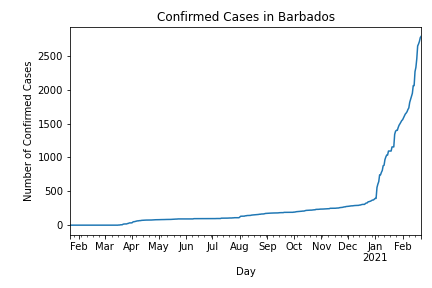 Confirmed Cases in Barbados
Number of Confirmed Cases
2500
2000
1500
1000
500
0
Feb Mar Apr May Jun Jul Aug Sep Oct Nov Dec Jan Feb
2021
Day